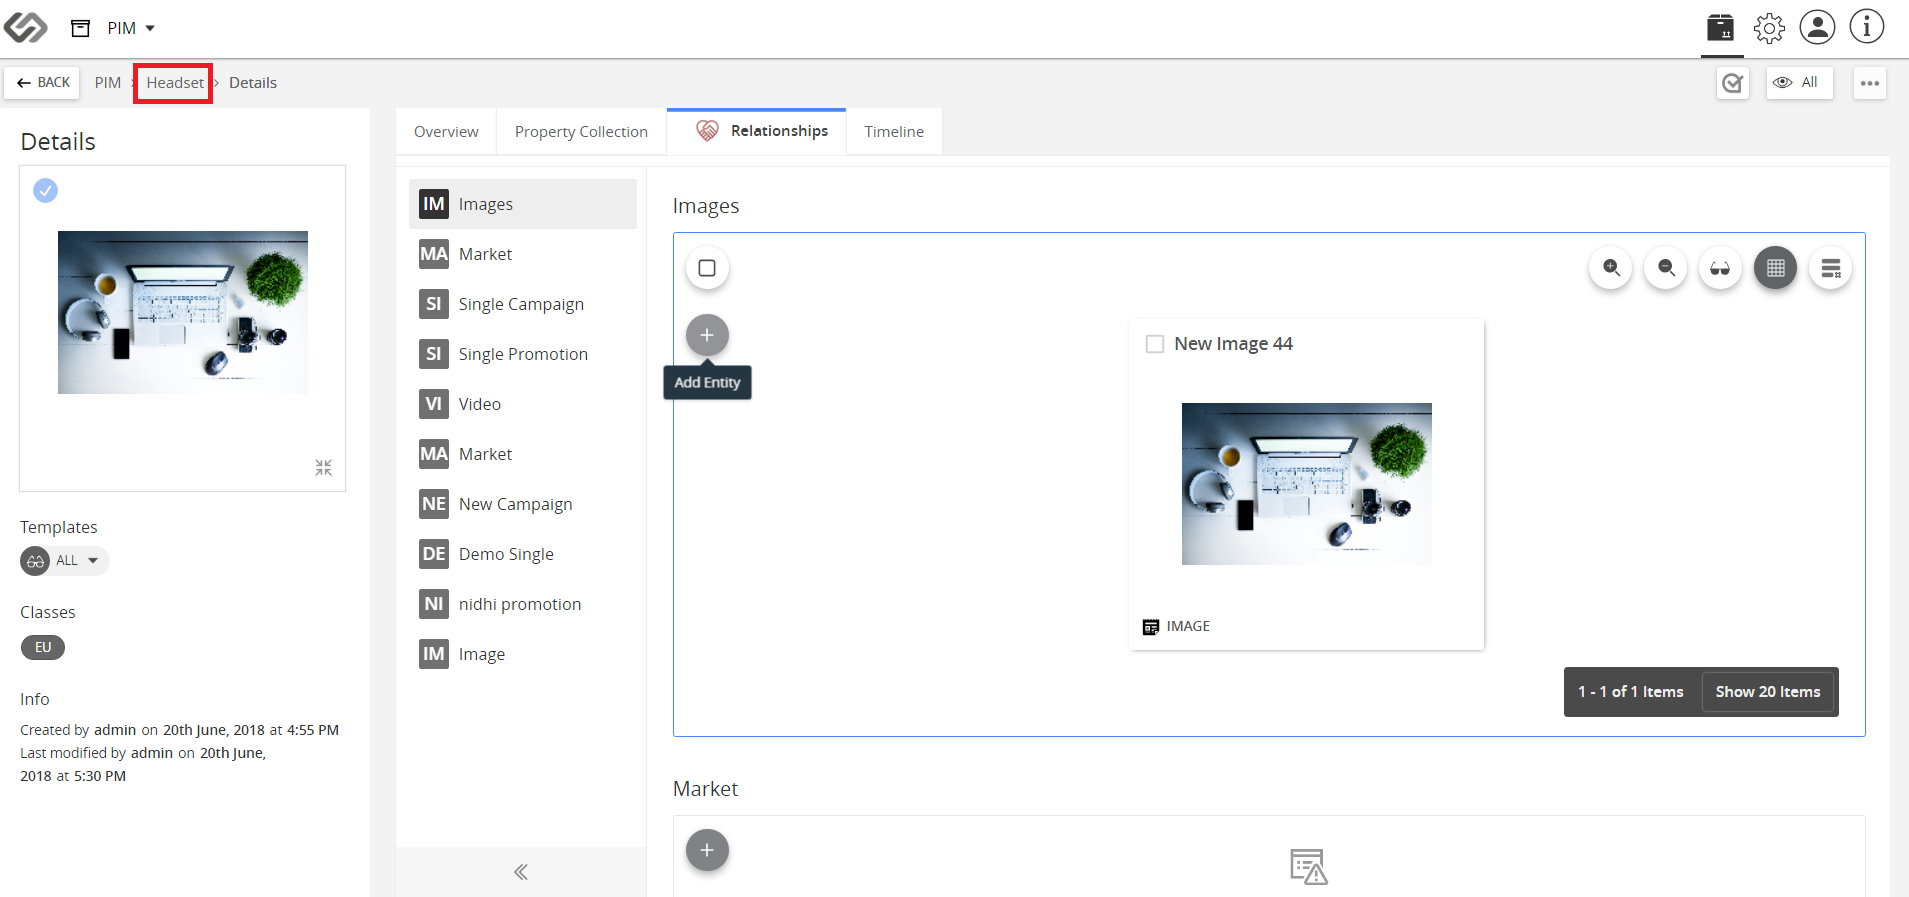 PIM
BACK PIM › Headset › Details All
Details
Overview Property Collection Relationships Timeline
IM Images
MA Market
SI Single Campaign
SI Single Promotion
VI Video
MA Market
NE New Campaign
DE Demo Single
NI nidhi promotion
IM Image
Images
Add Entity
New Image 44
IMAGE
1 - 1 of 1 Items Show 20 Items
Market
Templates
ALL
Classes
EU
Info
Created by admin on 20th June, 2018 at 4:55 PM
Last modified by admin on 20th June,
2018 at 5:30 PM